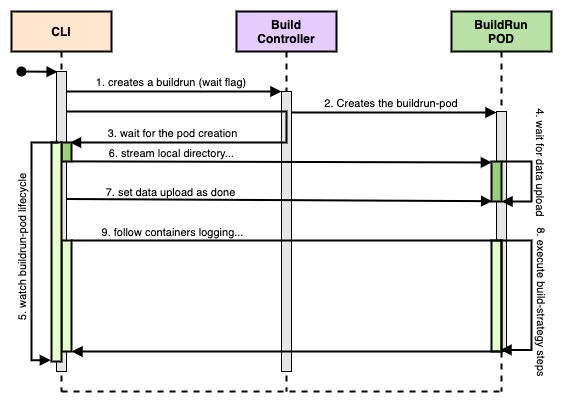 CLI
Build
Controller
BuildRun
POD
1. creates a buildrun (wait flag)
2. Creates the buildrun-pod
3. wait for the pod creation
4. wait for data upload
5. watch buildrun-pod lifecycle
6. stream local directory...
7. set data upload as done
8. execute build-strategy steps
9. follow containers logging...